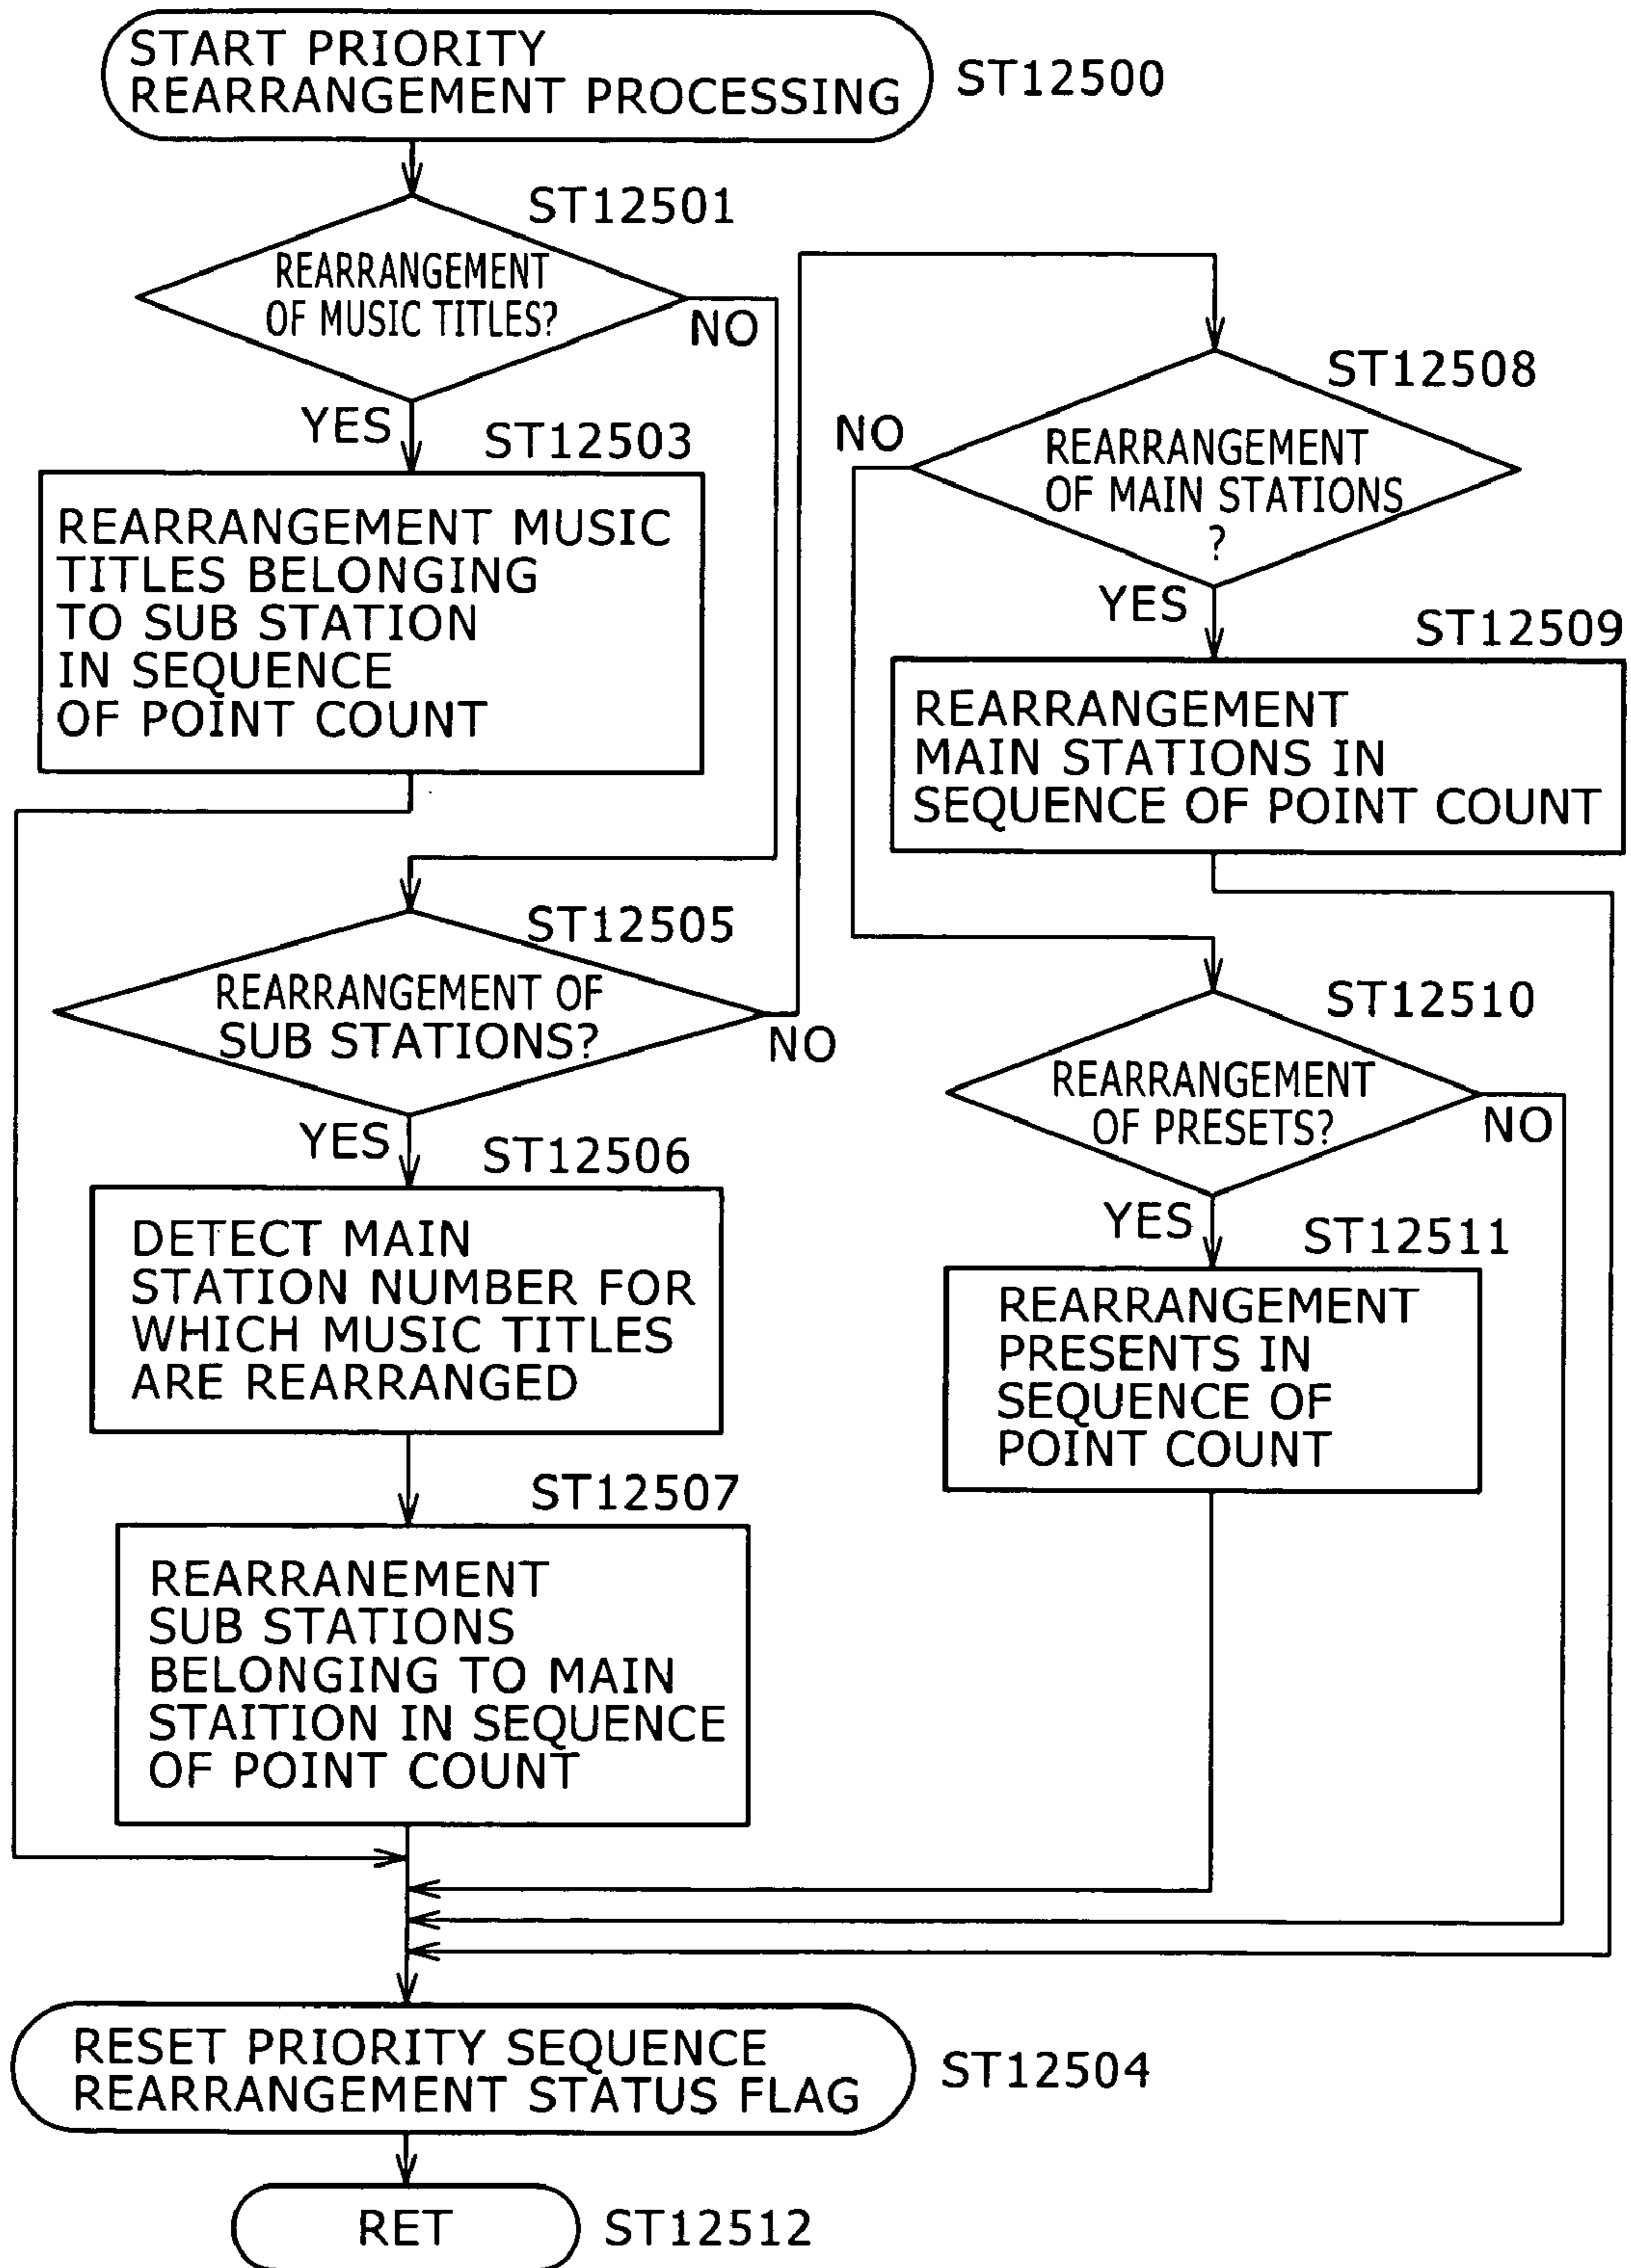 START PRIORITY
REARRANGEMENT PROCESSING
ST12500
ST12501
REARRANGEMENT
OF MUSIC TITLES?
NO
YES
ST12503
REARRANGEMENT MUSIC
TITLES BELONGING
TO SUB STATION
IN SEQUENCE
OF POINT COUNT
ST12505
REARRANGEMENT OF
SUB STATIONS?
NO
YES
ST12506
DETECT MAIN
STATION NUMBER FOR
WHICH MUSIC TITLES
ARE REARRANGED
ST12507
REARRANEMENT
SUB STATIONS
BELONGING TO MAIN
STAITION IN SEQUENCE
OF POINT COUNT
ST12508
NO
REARRANGEMENT
OF MAIN STATIONS
?
YES
ST12509
REARRANGEMENT
MAIN STATIONS IN
SEQUENCE OF POINT COUNT
ST12510
REARRANGEMENT
OF PRESETS?
NO
YES
ST12511
REARRANGEMENT
PRESENTS IN
SEQUENCE OF
POINT COUNT
RESET PRIORITY SEQUENCE
REARRANGEMENT STATUS FLAG
ST12504
RET
ST12512